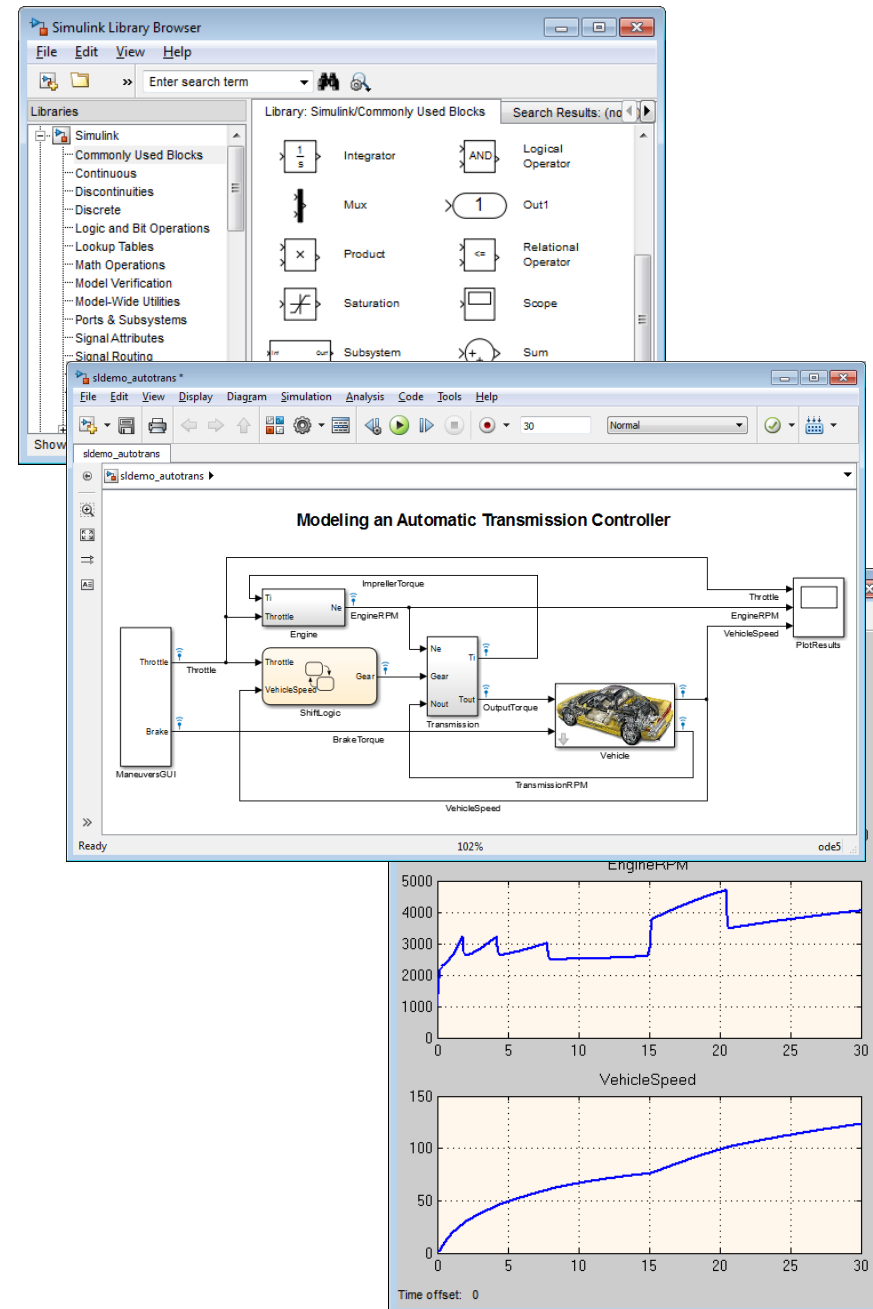 Simulink Library Browser
File Edit View Help
» Enter search term
Libraries
Library: Simulink/Commonly Used Blocks
Search Results: (no
Simulink
Commonly Used Blocks
Continuous
Discontinuities
Discrete
Logic and Bit Operations
Lookup Tables
Math Operations
Model Verification
Model-Wide Utilities
Ports & Subsystems
Signal Attributes
Signal Routing
Show
1
s
Integrator
AND
Logical
Operator
Mux
1
Out1
×
Product
<=
Relational
Operator
Saturation
Scope
Out1
Subsystem
+
Sum
sldemo_autotrans *
File Edit View Display Diagram Simulation Analysis Code Tools Help
30
Normal
sldemo_autotrans
sldemo_autotrans
Modeling an Automatic Transmission Controller
ImprellerTorque
Ti
Throttle
Ne
Engine
EngineRPM
Throttle
EngineRPM
VehicleSpeed
PlotResults
Throttle
Brake
ManeuversGUI
Throttle
Throttle
VehicleSpeed
Gear
ShiftLogic
Ne
Gear
Nout
Ti
Tout
Transmission
OutputTorque
Vehicle
BrakeTorque
TransmissionRPM
VehicleSpeed
»
Ready 102% ode5
EngineRPM
5000
4000
3000
2000
1000
0
0 5 10 15 20 25 30
VehicleSpeed
150
100
50
0
0 5 10 15 20 25 30
Time offset: 0